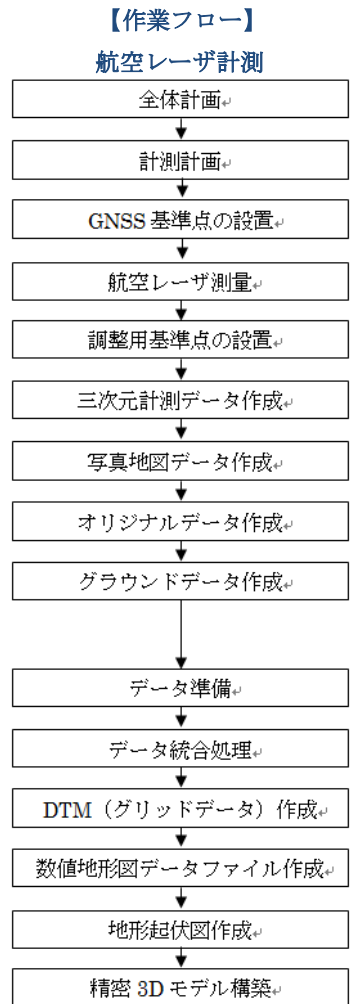 【作業フロー】
航空レーザ計測
全体計画↵
計測計画↵
GNSS 基準点の設置↵
航空レーザ測量↵
調整用基準点の設置↵
三次元計測データ作成↵
写真地図データ作成↵
オリジナルデータ作成↵
グラウンドデータ作成↵
データ準備↵
データ統合処理↵
DTM（グリッドデータ）作成↵
数値地形図データファイル作成↵
地形起伏図作成↵
精密 3D モデル構築↵